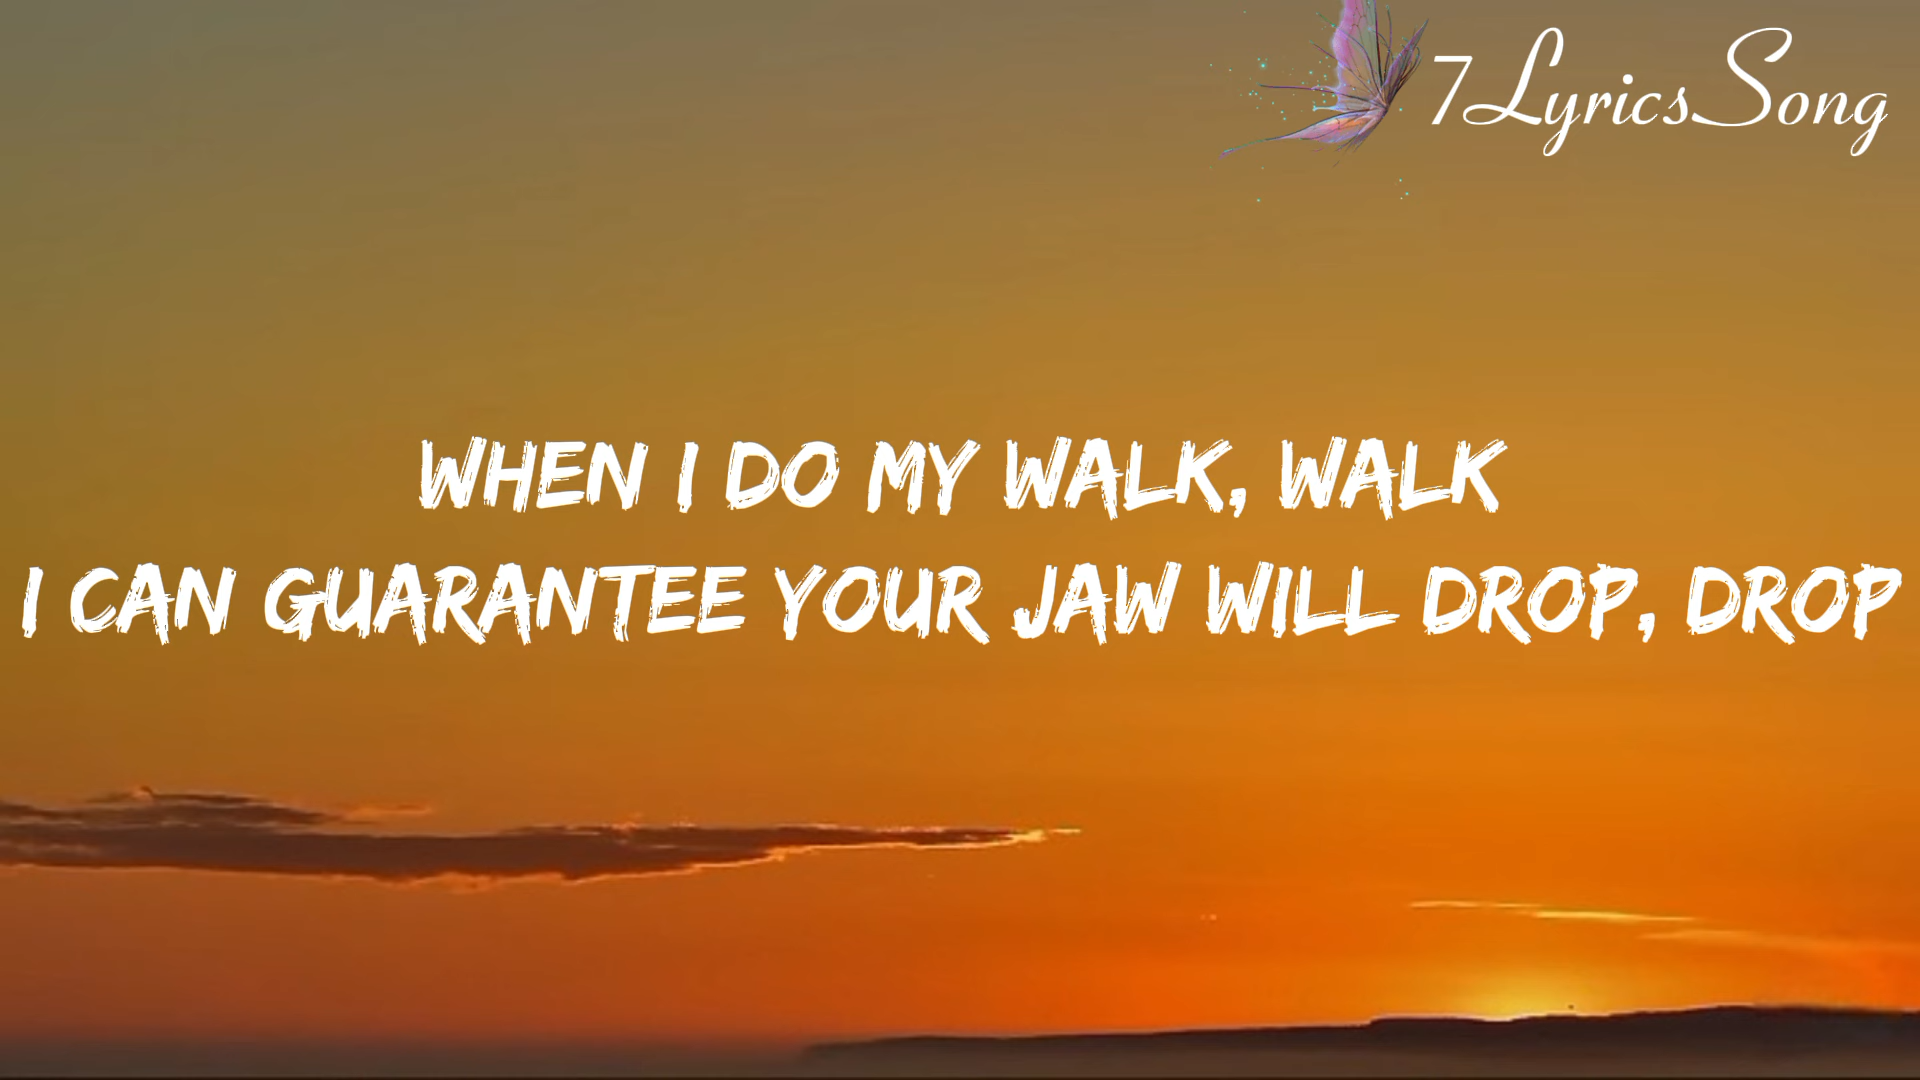 7LyricsSong
WHEN I DO MY WALK, WALK
I CAN GUARANTEE YOUR JAW WILL DROP, DROP